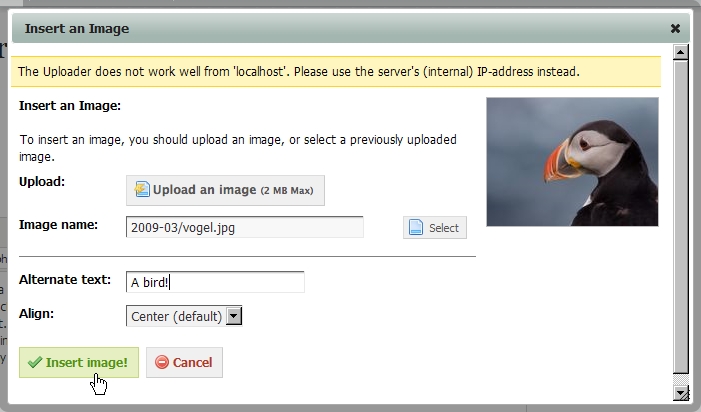 Insert an Image
The Uploader does not work well from 'localhost'. Please use the server's (internal) IP-address instead.
Insert an Image:
To insert an image, you should upload an image, or select a previously uploaded
image.
Upload:
Upload an image (2 MB Max)
Image name:
2009-03/vogel.jpg
Select
Alternate text:
A bird!
Align:
Center (default)
Insert image!
Cancel